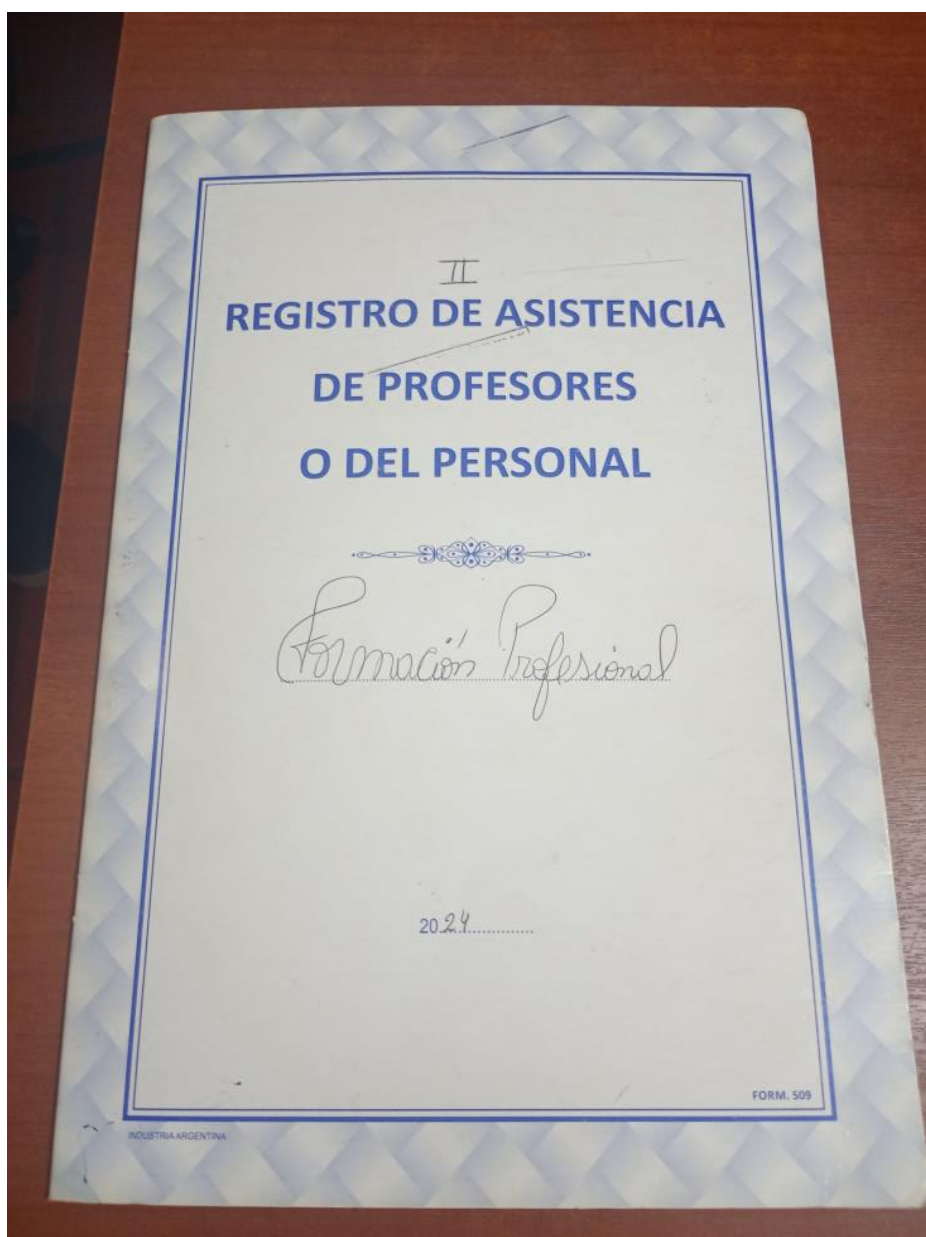 II
REGISTRO DE ASISTENCIA
DE PROFESORES
O DEL PERSONAL
Formación Profesional
2024
FORM. 509
INDUSTRIA ARGENTINA